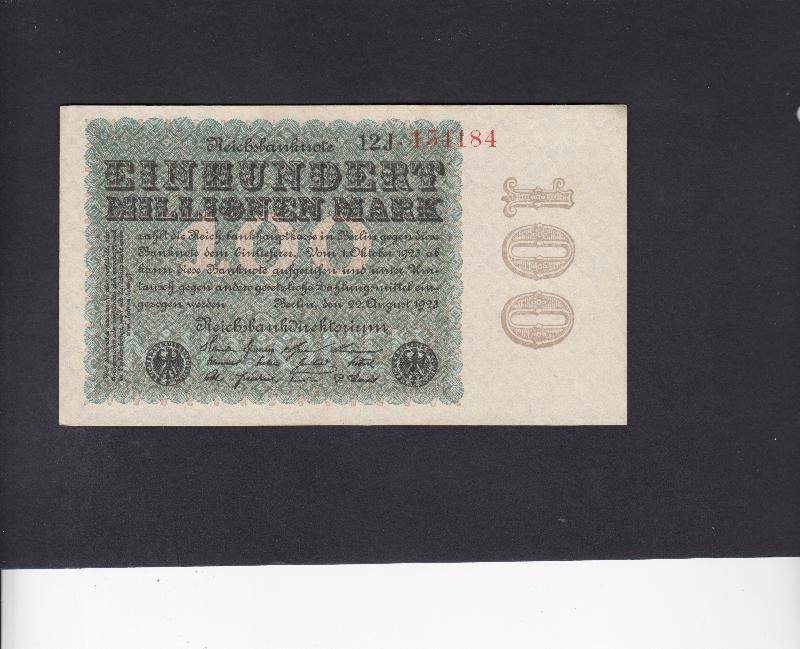 Reichsbanknote 12J·154184
EINHUNDERT
MILLIONEN MARK
100
zahlt die Reichsbankhauptkasse in Berlin gegen diese
Banknote dem Einlieferer. Vom 1. Oktober 1923 ab
kann diese Banknote aufgerufen und unter Um-
tausch gegen andere gesetzliche Zahlungsmittel ein-
gezogen werden Berlin, den 22. August 1923
Reichsbankdirektorium
100